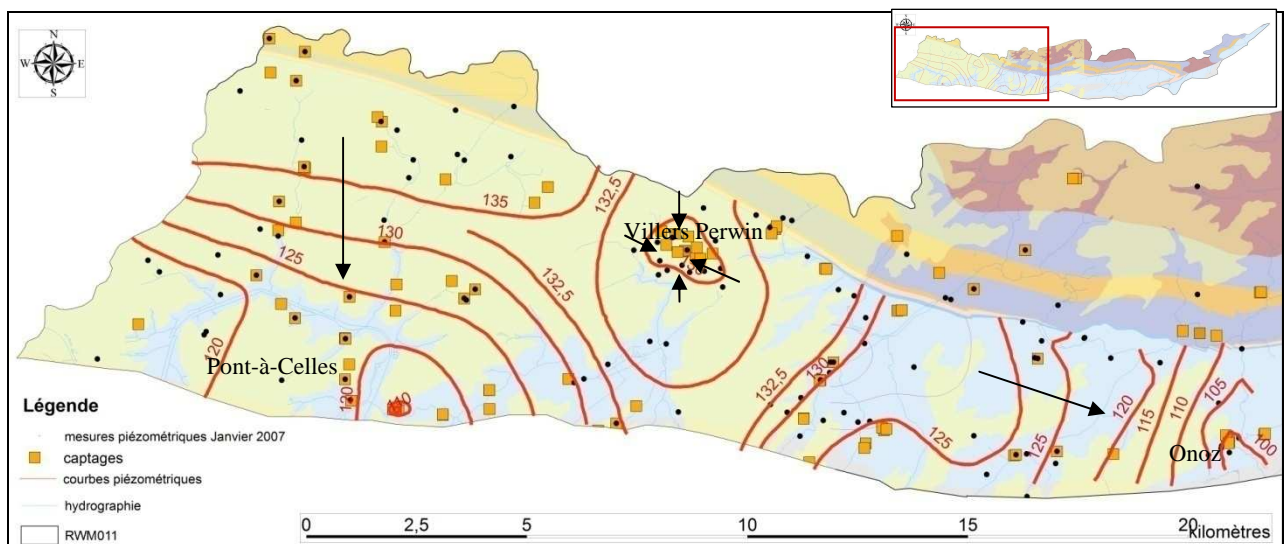 N
W E
S
132,5
135
130
125
132,5
120
Villers Perwin
Pont-à-Celles
120
132,5
130
125
125
120
115
110
105
100
Onoz
Légende
mesures piézométriques Janvier 2007
captages
courbes piézométriques
hydrographie
RWM011
0 2,5 5 10 15 20
kilomètres